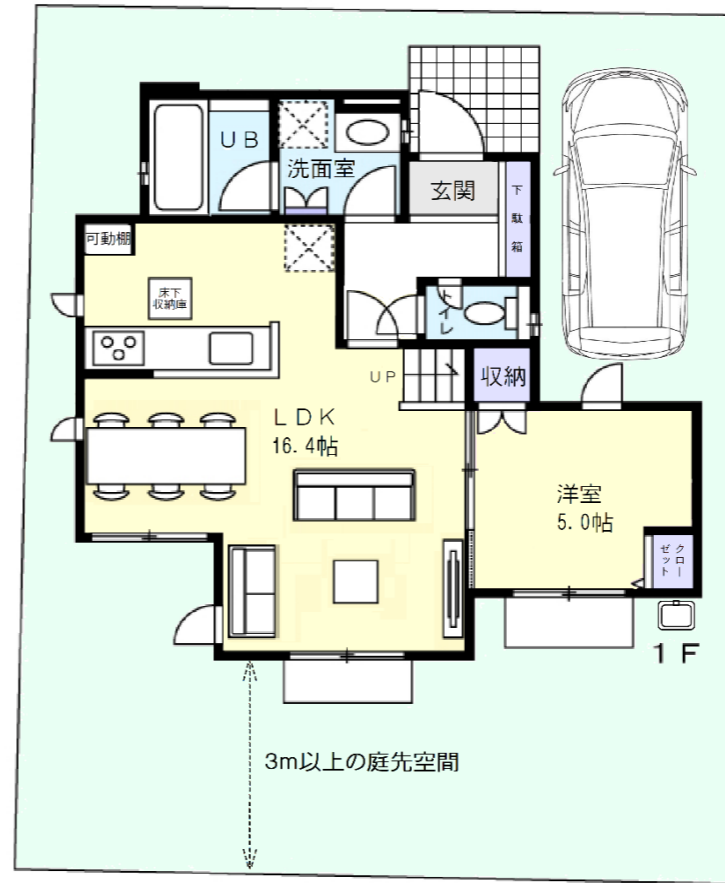 UB
洗面室
玄関
下駄箱
可動棚
床下
収納庫
トイレ
UP
収納
LDK
16.4帖
洋室
5.0帖
クロー
ゼット
1F
3m以上の庭先空間